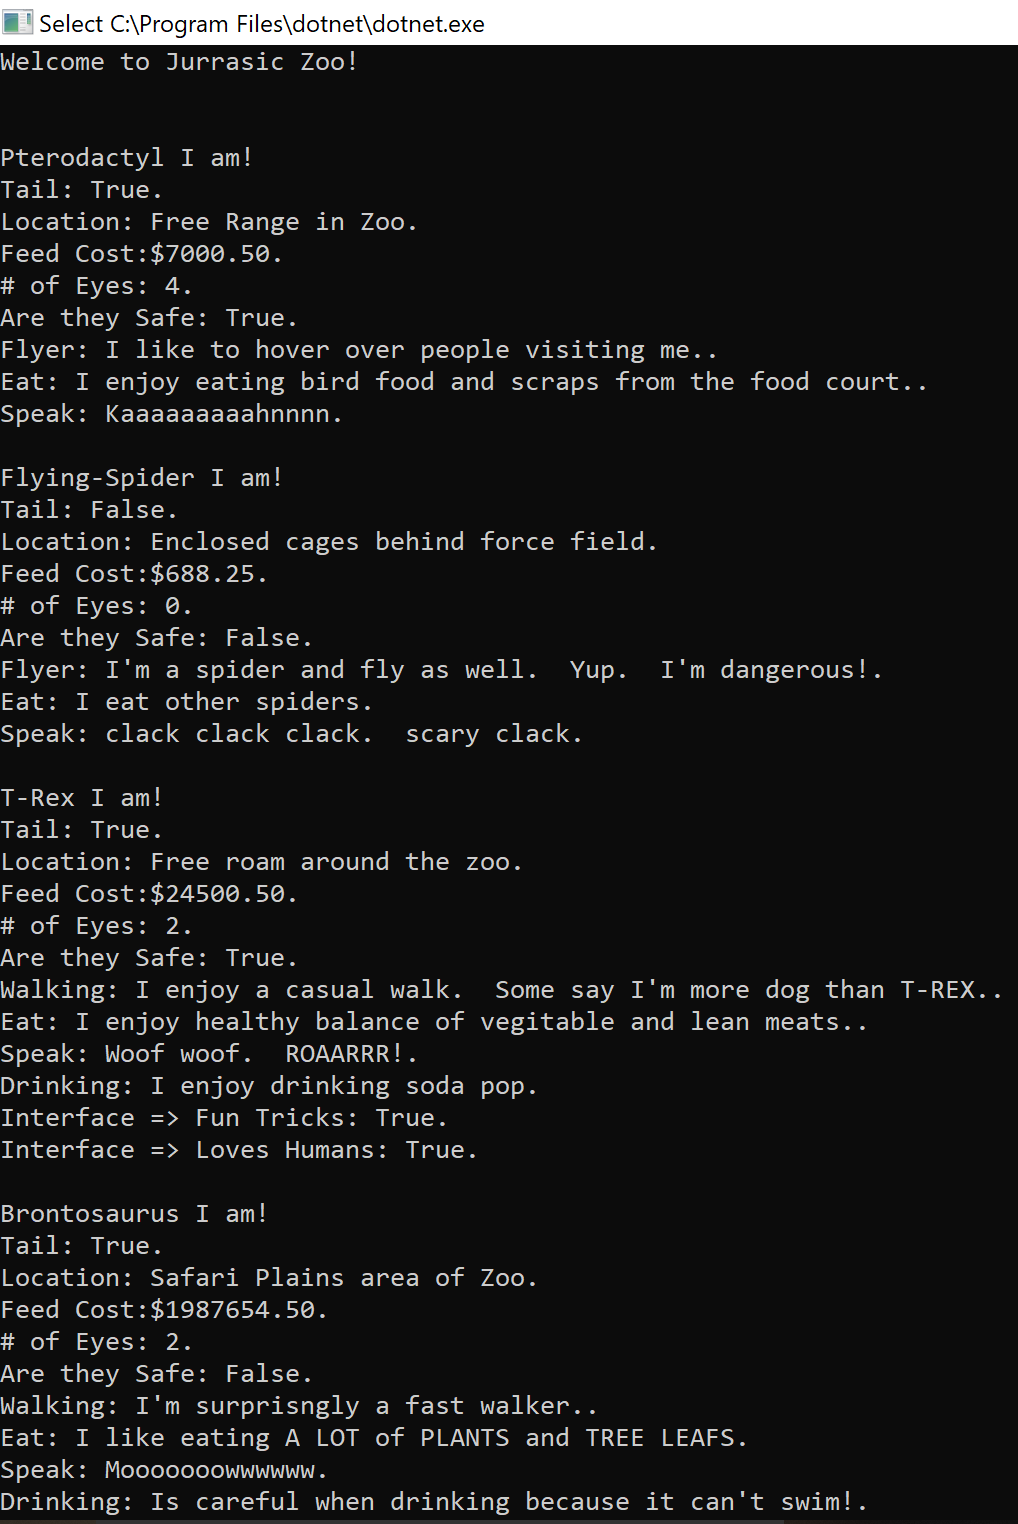 Select C:\Program Files\dotnet\dotnet.exe
Welcome to Jurrasic Zoo!
Pterodactyl I am!
Tail: True.
Location: Free Range in Zoo.
Feed Cost:$7000.50.
# of Eyes: 4.
Are they Safe: True.
Flyer: I like to hover over people visiting me..
Eat: I enjoy eating bird food and scraps from the food court..
Speak: Kaaaaaaaaaahnnnn.
Flying-Spider I am!
Tail: False.
Location: Enclosed cages behind force field.
Feed Cost:$688.25.
# of Eyes: 0.
Are they Safe: False.
Flyer: I'm a spider and fly as well.  Yup.  I'm dangerous!.
Eat: I eat other spiders.
Speak: clack clack clack.  scary clack.
T-Rex I am!
Tail: True.
Location: Free roam around the zoo.
Feed Cost:$24500.50.
# of Eyes: 2.
Are they Safe: True.
Walking: I enjoy a casual walk.  Some say I'm more dog than T-REX..
Eat: I enjoy healthy balance of vegitable and lean meats..
Speak: Woof woof.  ROAARRR!.
Drinking: I enjoy drinking soda pop.
Interface => Fun Tricks: True.
Interface => Loves Humans: True.
Brontosaurus I am!
Tail: True.
Location: Safari Plains area of Zoo.
Feed Cost:$1987654.50.
# of Eyes: 2.
Are they Safe: False.
Walking: I'm surprisngly a fast walker..
Eat: I like eating A LOT of PLANTS and TREE LEAFS.
Speak: Mooooooowwwwww.
Drinking: Is careful when drinking because it can't swim!.